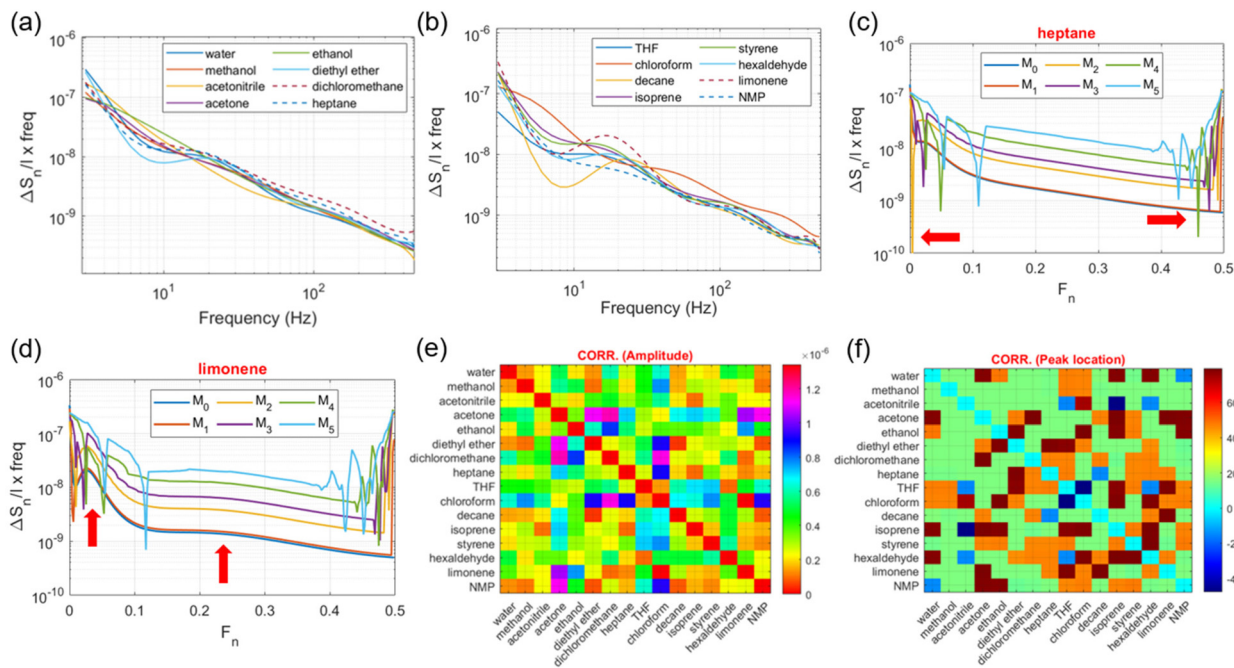 (a)
10⁻⁶
10⁻⁷
10⁻⁸
10⁻⁹
ΔSₙ/I x freq
water
methanol
acetonitrile
acetone
ethanol
diethyl ether
dichloromethane
heptane
10¹
10²
Frequency (Hz)
(b)
10⁻⁶
10⁻⁷
10⁻⁸
10⁻⁹
ΔSₙ/I x freq
THF
chloroform
decane
isoprene
styrene
hexaldehyde
limonene
NMP
10¹
10²
Frequency (Hz)
(c)
heptane
10⁻⁶
10⁻⁷
10⁻⁸
10⁻⁹
10⁻¹⁰
ΔSₙ/I x freq
M₀ M₂ M₄
M₁ M₃ M₅
0 0.1 0.2 0.3 0.4 0.5
Fₙ
(d)
limonene
10⁻⁶
10⁻⁷
10⁻⁸
10⁻⁹
10⁻¹⁰
ΔSₙ/I x freq
M₀ M₂ M₄
M₁ M₃ M₅
0 0.1 0.2 0.3 0.4 0.5
Fₙ
(e)
CORR. (Amplitude)
water
methanol
acetonitrile
acetone
ethanol
diethyl ether
dichloromethane
heptane
THF
chloroform
decane
isoprene
styrene
hexaldehyde
limonene
NMP
water
methanol
acetonitrile
acetone
ethanol
diethyl ether
dichloromethane
heptane
THF
chloroform
decane
isoprene
styrene
hexaldehyde
limonene
NMP
× 10⁻⁶
1.2
1
0.8
0.6
0.4
0.2
0
(f)
CORR. (Peak location)
water
methanol
acetonitrile
acetone
ethanol
diethyl ether
dichloromethane
heptane
THF
chloroform
decane
isoprene
styrene
hexaldehyde
limonene
NMP
water
methanol
acetonitrile
acetone
ethanol
diethyl ether
dichloromethane
heptane
THF
chloroform
decane
isoprene
styrene
hexaldehyde
limonene
NMP
60
40
20
0
-20
-40